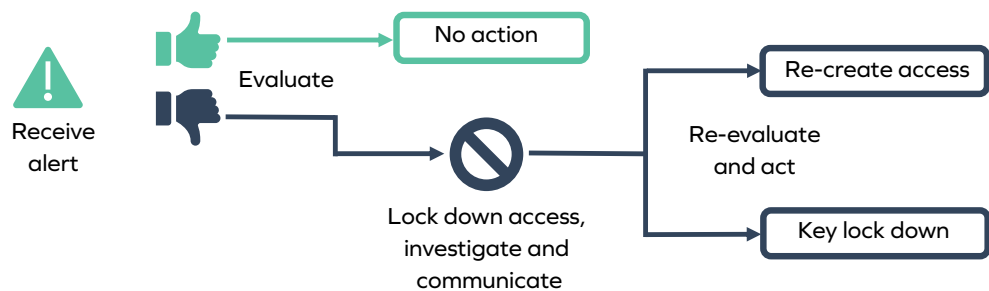 Receive
alert
Evaluate
No action
Lock down access,
investigate and
communicate
Re-evaluate
and act
Re-create access
Key lock down